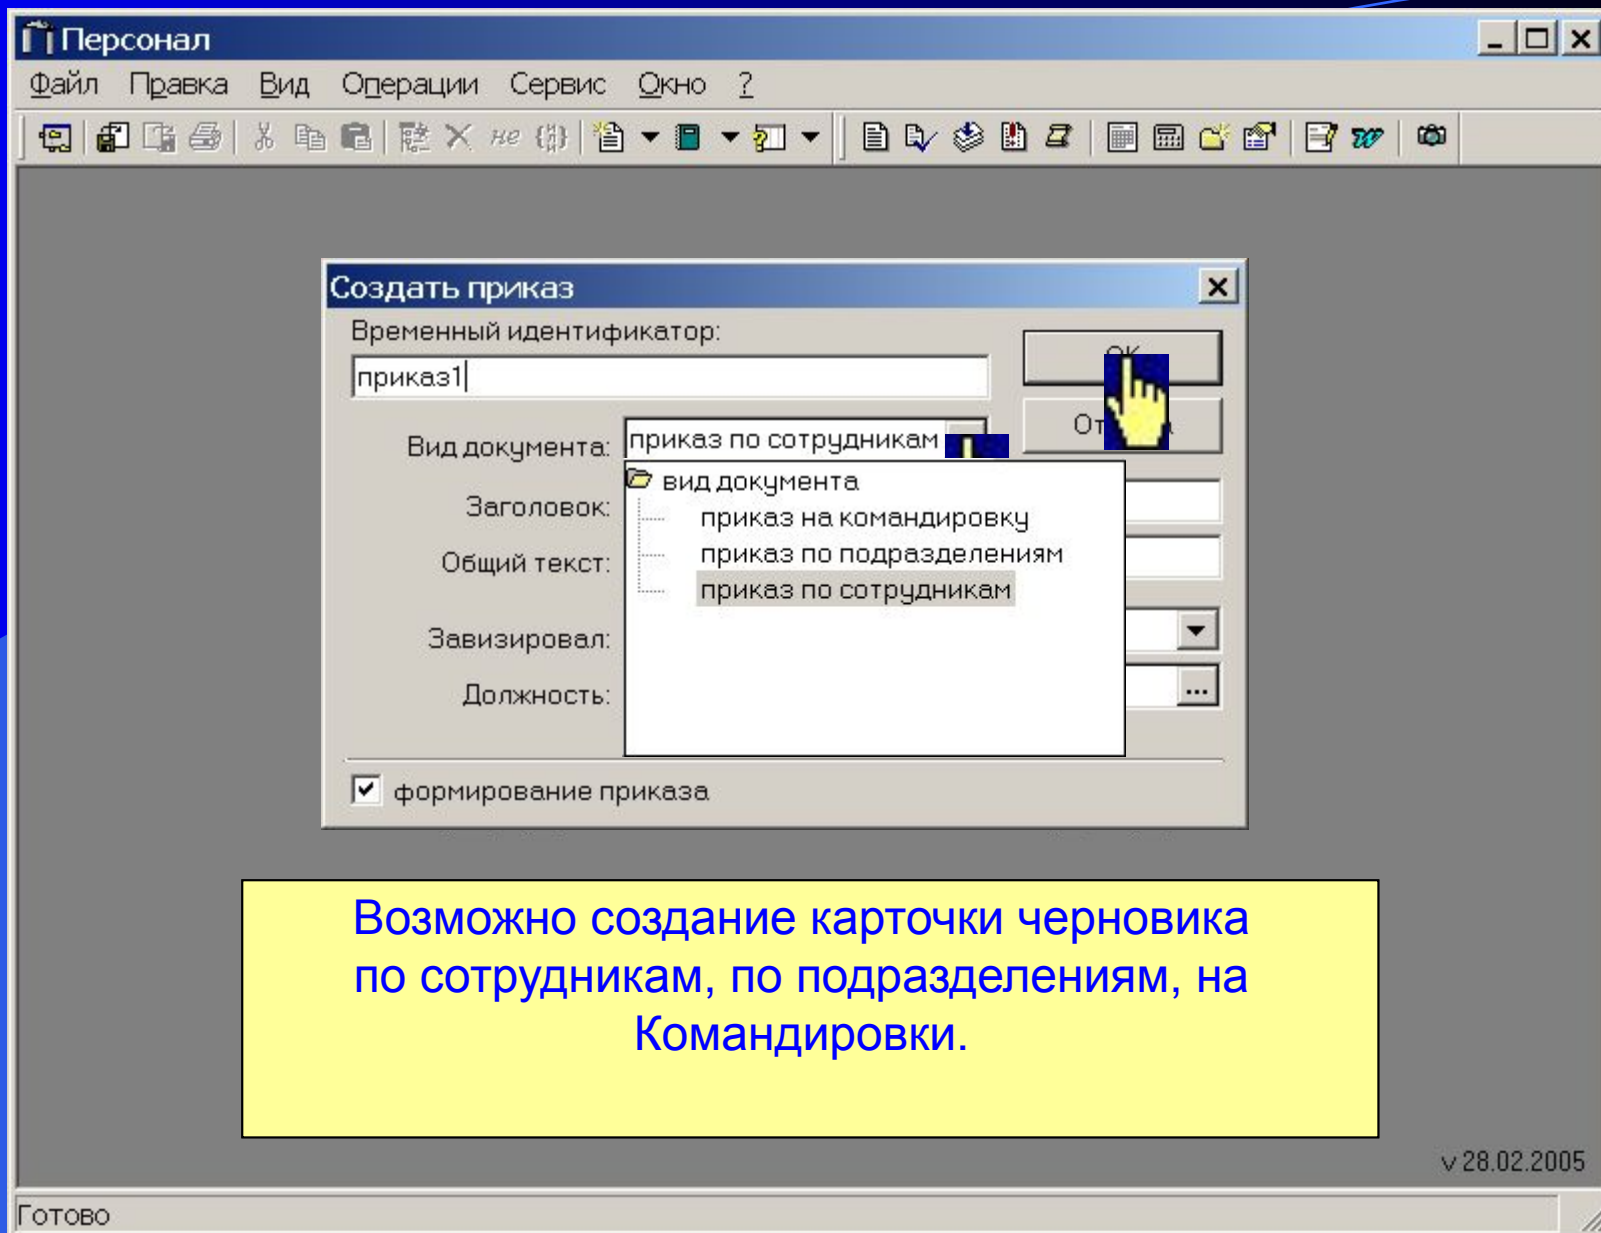 Персонал
Файл Правка Вид Операции Сервис Окно ?
не {#}
Создать приказ
Временный идентификатор:
приказ1
Вид документа: приказ по сотрудникам
вид документа
приказ на командировку
приказ по подразделениям
приказ по сотрудникам
Заголовок:
Общий текст:
Завизировал:
Должность:
...
формирование приказа
Возможно создание карточки черновика
по сотрудникам, по подразделениям, на
Командировки.
v 28.02.2005
Готово